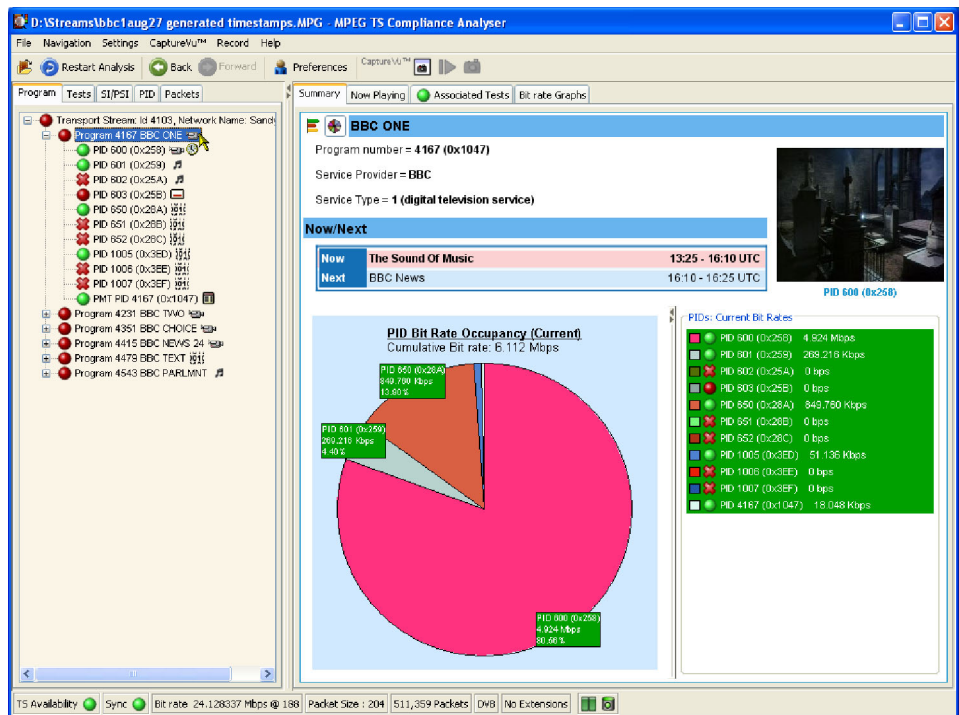 D:\Streams\bbc1aug27 generated timestamps.MPG - MPEG TS Compliance Analyser
File Navigation Settings CaptureVu™ Record Help
Restart Analysis Back Forward Preferences CaptureVu™
Program Tests SI/PSI PID Packets
Summary Now Playing Associated Tests Bit rate Graphs
Transport Stream: Id 4103, Network Name: Sand
Program 4167 BBC ONE
PID 600 (0x258)
PID 601 (0x259)
PID 602 (0x25A)
PID 603 (0x25B)
PID 650 (0x28A)
PID 651 (0x28B)
PID 652 (0x28C)
PID 1005 (0x3ED)
PID 1006 (0x3EE)
PID 1007 (0x3EF)
PMT PID 4167 (0x1047)
Program 4231 BBC TWO
Program 4351 BBC CHOICE
Program 4415 BBC NEWS 24
Program 4479 BBC TEXT
Program 4543 BBC PARLMNT
BBC ONE
Program number = 4167 (0x1047)
Service Provider = BBC
Service Type = 1 (digital television service)
Now/Next
Now The Sound Of Music 13:25 - 16:10 UTC
Next BBC News 16:10 - 16:25 UTC
PID 600 (0x258)
PID Bit Rate Occupancy (Current)
Cumulative Bit rate: 6.112 Mbps
PID 650 (0x28A)
849.760 Kbps
13.90%
PID 601 (0x259)
269.216 Kbps
4.40%
PID 600 (0x258)
4.924 Mbps
80.56%
PIDs: Current Bit Rates
PID 600 (0x258) 4.924 Mbps
PID 601 (0x259) 269.216 Kbps
PID 602 (0x25A) 0 bps
PID 603 (0x25B) 0 bps
PID 650 (0x28A) 849.760 Kbps
PID 651 (0x28B) 0 bps
PID 652 (0x28C) 0 bps
PID 1005 (0x3ED) 51.136 Kbps
PID 1006 (0x3EE) 0 bps
PID 1007 (0x3EF) 0 bps
PID 4167 (0x1047) 18.048 Kbps
TS Availability Sync Bit rate 24.128337 Mbps @ 188 Packet Size : 204 511,359 Packets DVB No Extensions